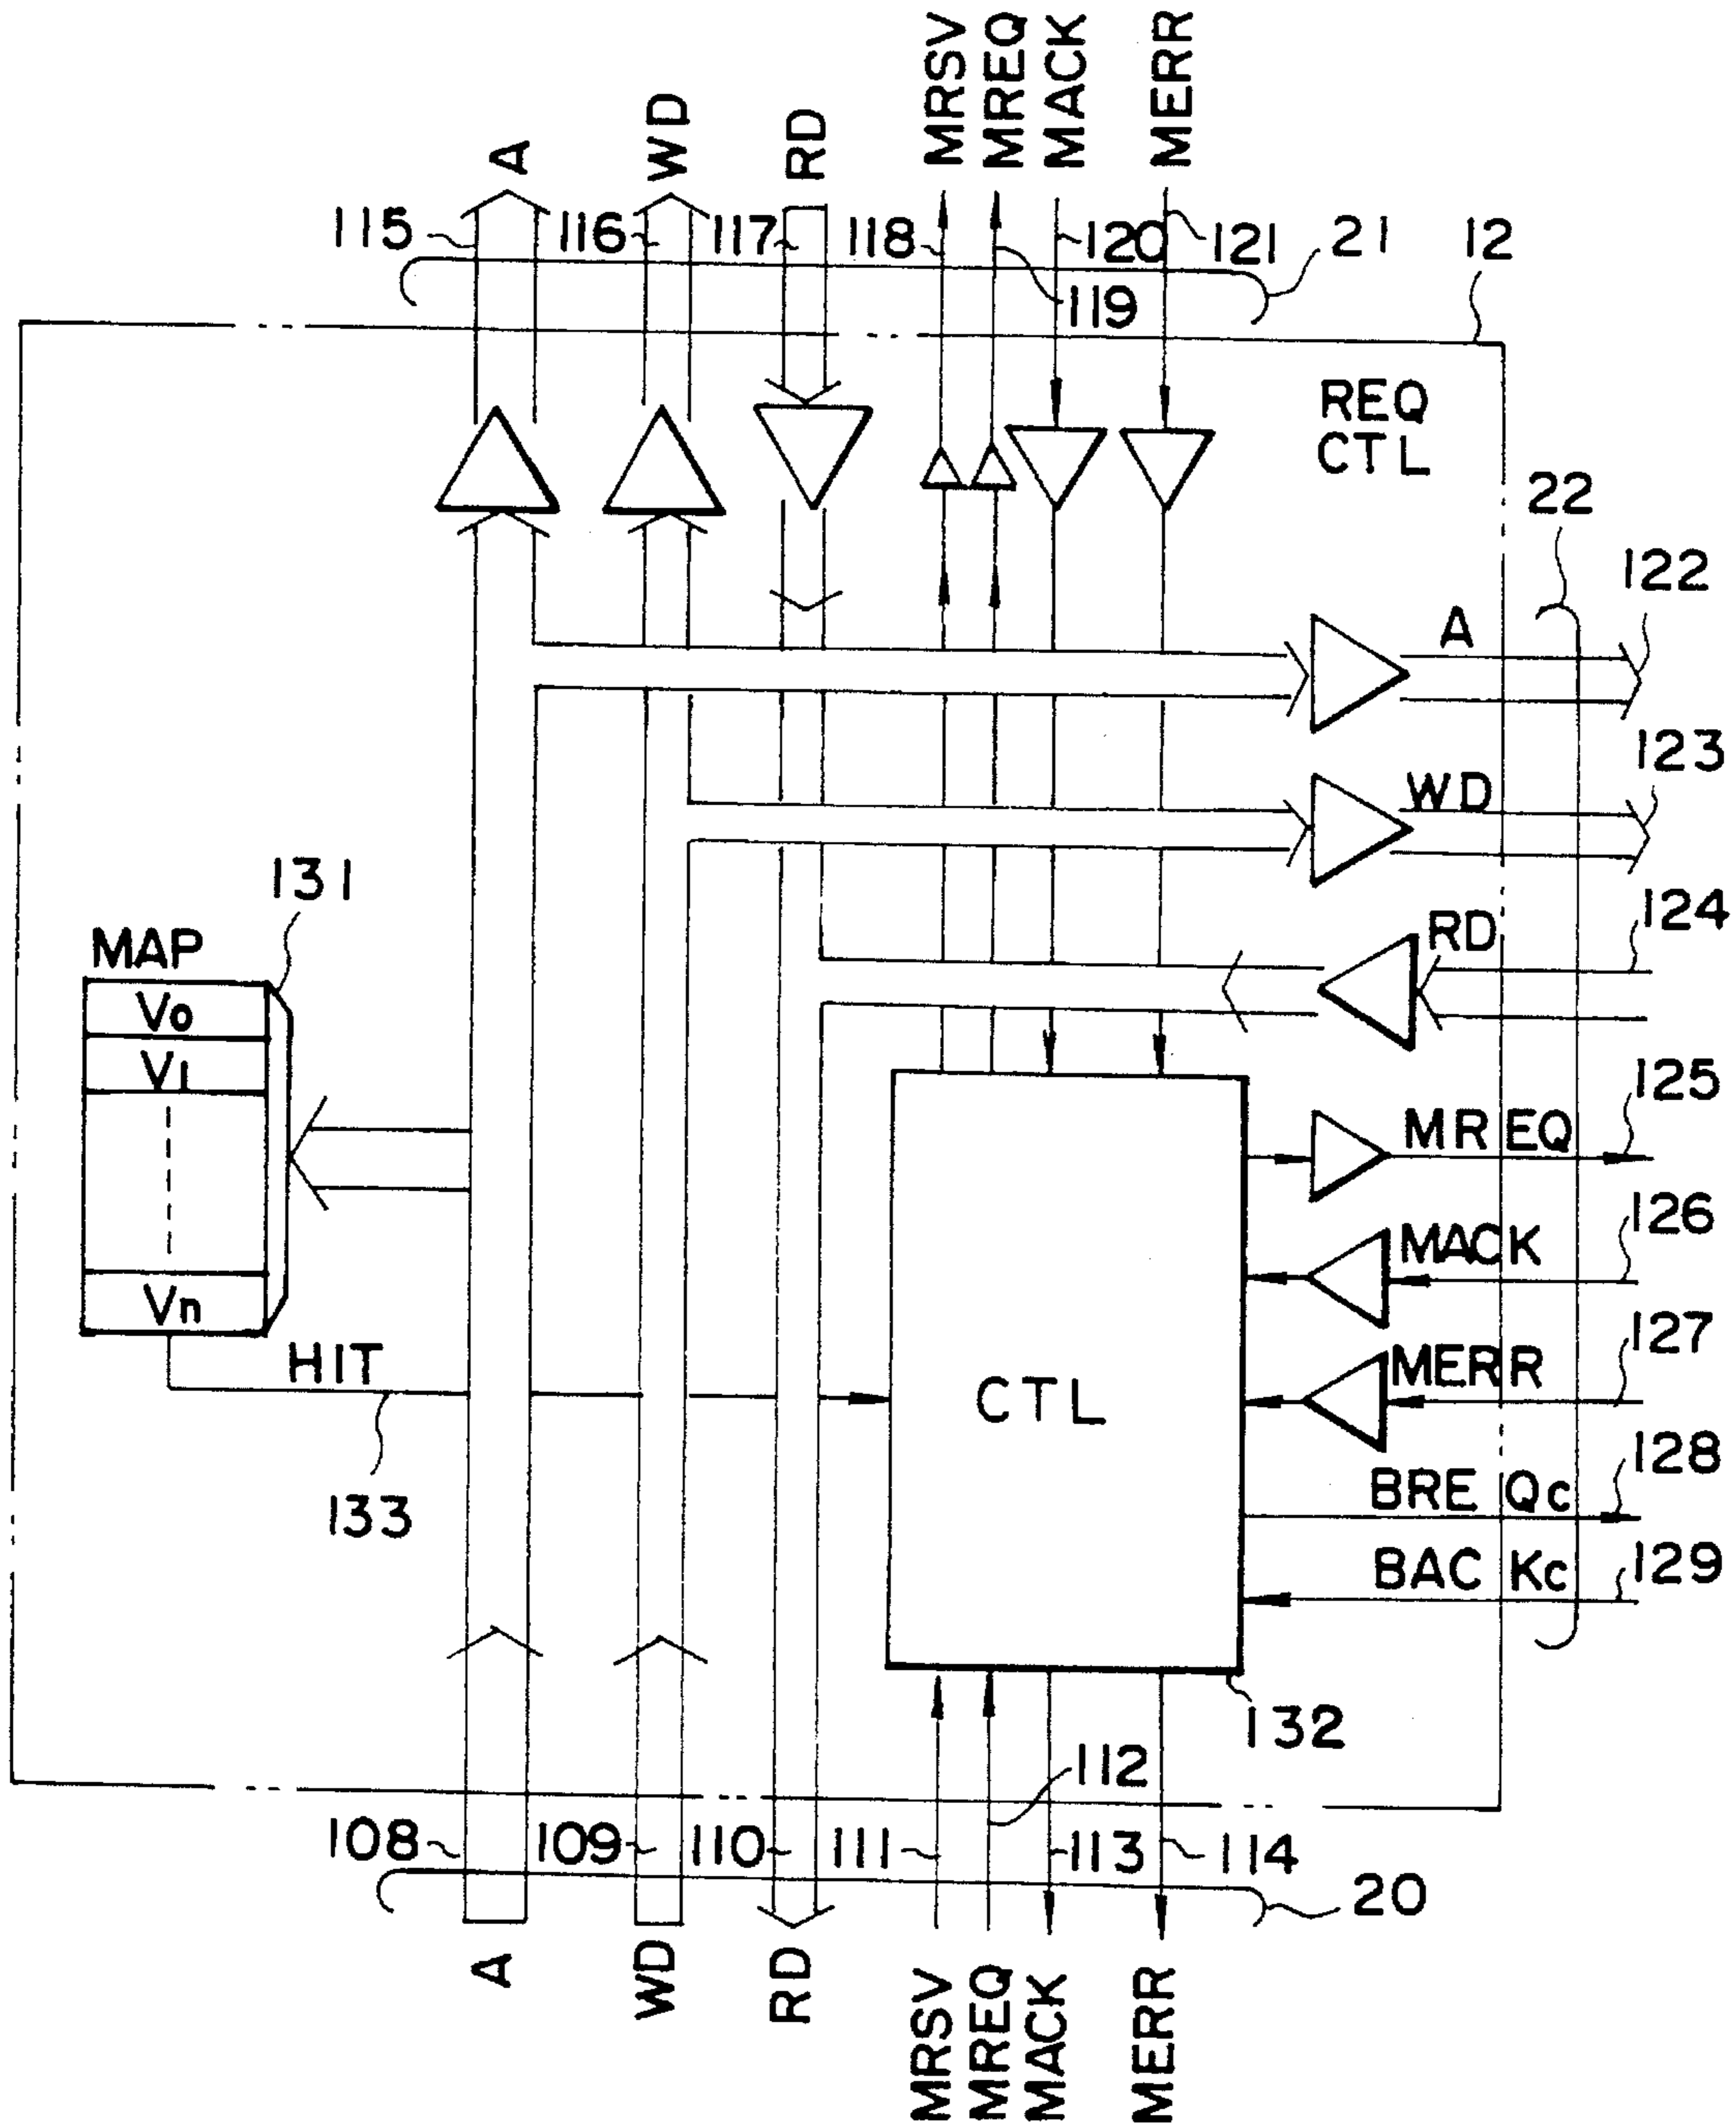 A
WD
RD
MRSV
MREQ
MACK
MERR
115
116
117
118
120
121
21
12
119
REQ
CTL
22
122
A
123
WD
131
124
MAP
RD
V0
V1
125
MREQ
126
MACK
Vn
127
HIT
MERR
CTL
128
133
BREQc
129
BACKc
132
112
108
109
110
111
113
114
20
A
WD
RD
MRSV
MREQ
MACK
MERR